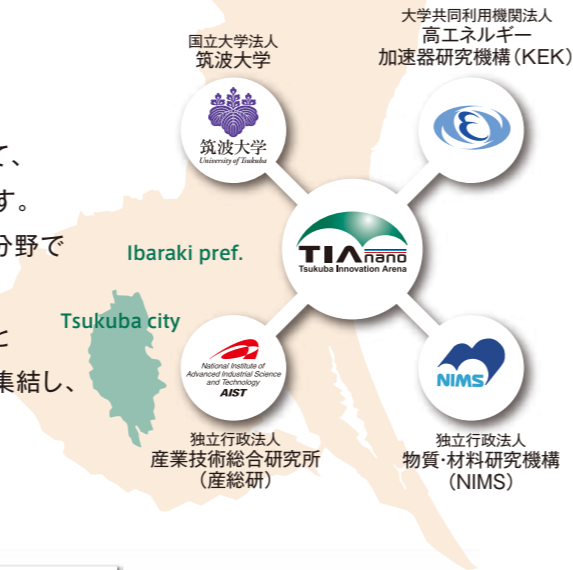 大学共同利用機関法人
高エネルギー
加速器研究機構(KEK)
国立大学法人
筑波大学
筑波大学
University of Tsukuba
て、
す。
分野で
と
集結し、
Ibaraki pref.
Tsukuba city
TIA nano
Tsukuba Innovation Arena
National Institute of
Advanced Industrial Science
and Technology
AIST
NIMS
独立行政法人
産業技術総合研究所
(産総研)
独立行政法人
物質・材料研究機構
(NIMS)